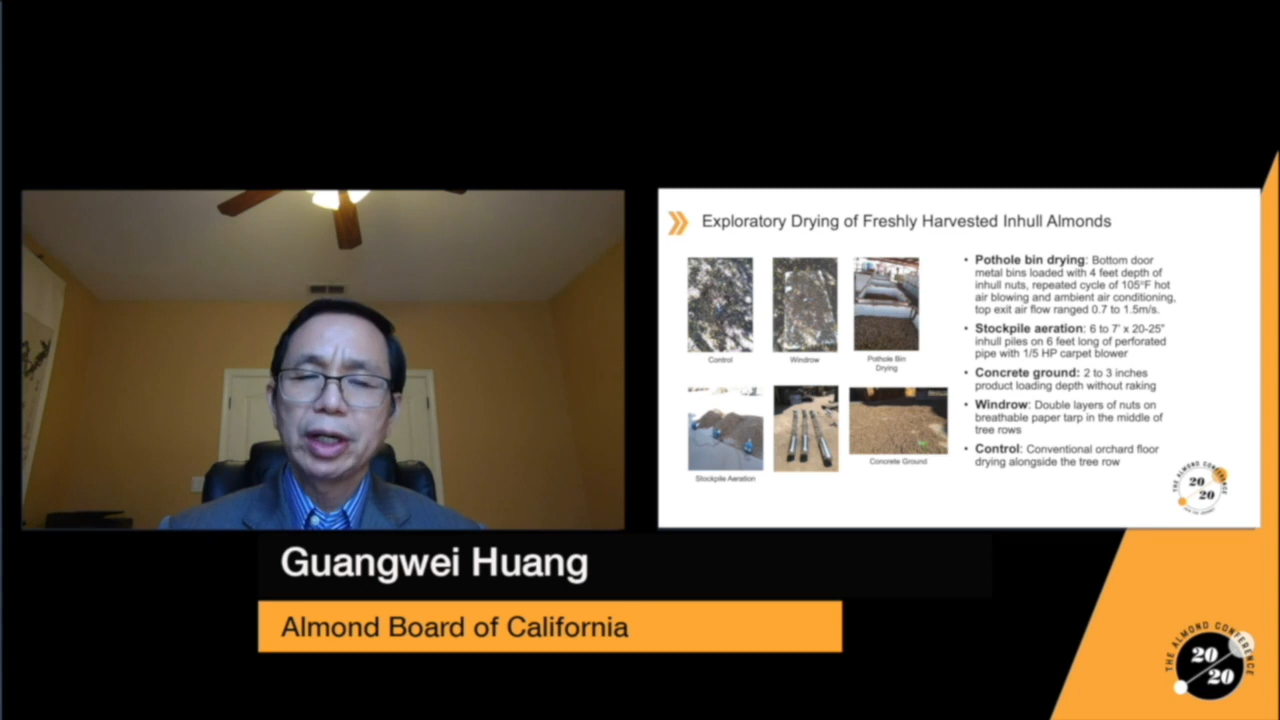 Exploratory Drying of Freshly Harvested Inhull Almonds
Control
Windrow
Pothole Bin
Drying
Stockpile Aeration
Concrete Ground
• Pothole bin drying: Bottom door
metal bins loaded with 4 feet depth of
inhull nuts, repeated cycle of 105°F hot
air blowing and ambient air conditioning,
top exit air flow ranged 0.7 to 1.5m/s.
• Stockpile aeration: 6 to 7' x 20-25"
inhull piles on 6 feet long of perforated
pipe with 1/5 HP carpet blower
• Concrete ground: 2 to 3 inches
product loading depth without raking
• Windrow: Double layers of nuts on
breathable paper tarp in the middle of
tree rows
• Control: Conventional orchard floor
drying alongside the tree row
THE ALMOND CONFERENCE
20
20
Guangwei Huang
Almond Board of California
THE ALMOND CONFERENCE
20
20